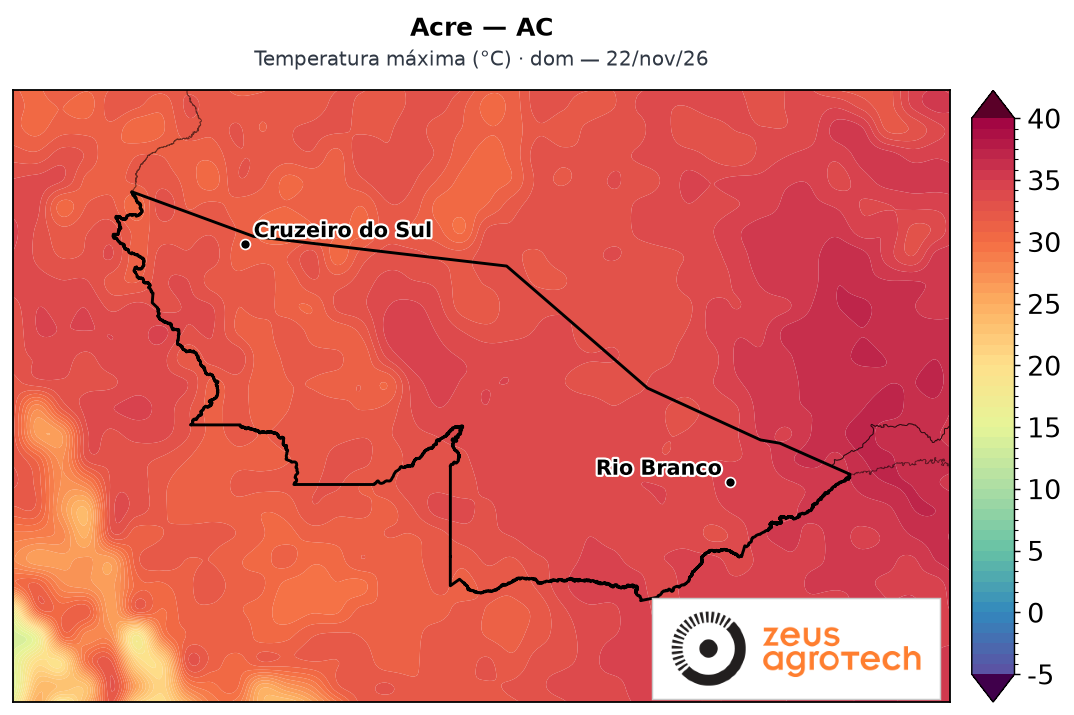 Acre — AC
Temperatura máxima (°C) · dom — 22/nov/26
Cruzeiro do Sul
Rio Branco
40
35
30
25
20
15
10
5
0
-5
zeus
agrotech